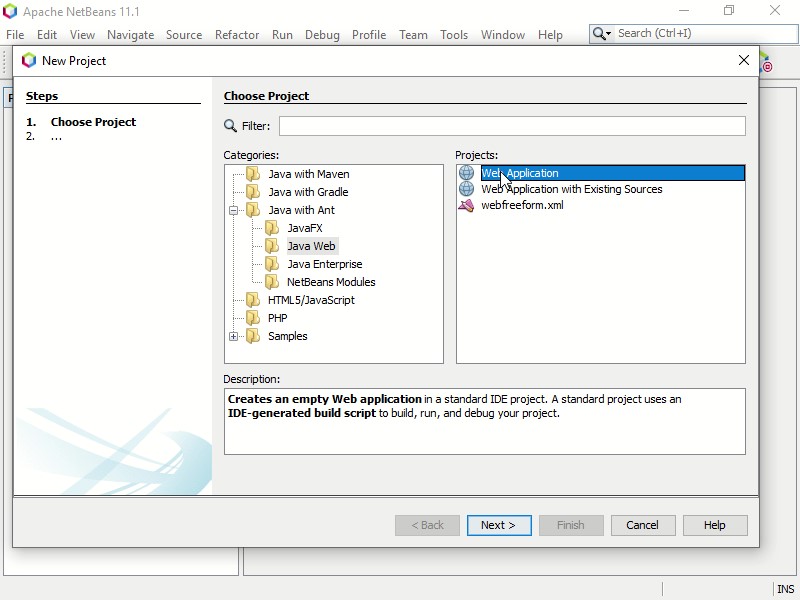 Apache NetBeans 11.1
File Edit View Navigate Source Refactor Run Debug Profile Team Tools Window Help
Search (Ctrl+I)
New Project
Steps
1. Choose Project
2. ...
Choose Project
Filter:
Categories:
Java with Maven
Java with Gradle
Java with Ant
JavaFX
Java Web
Java Enterprise
NetBeans Modules
HTML5/JavaScript
PHP
Samples
Projects:
Web Application
Web Application with Existing Sources
webfreeform.xml
Description:
Creates an empty Web application in a standard IDE project. A standard project uses an
IDE-generated build script to build, run, and debug your project.
< Back
Next >
Finish
Cancel
Help
INS